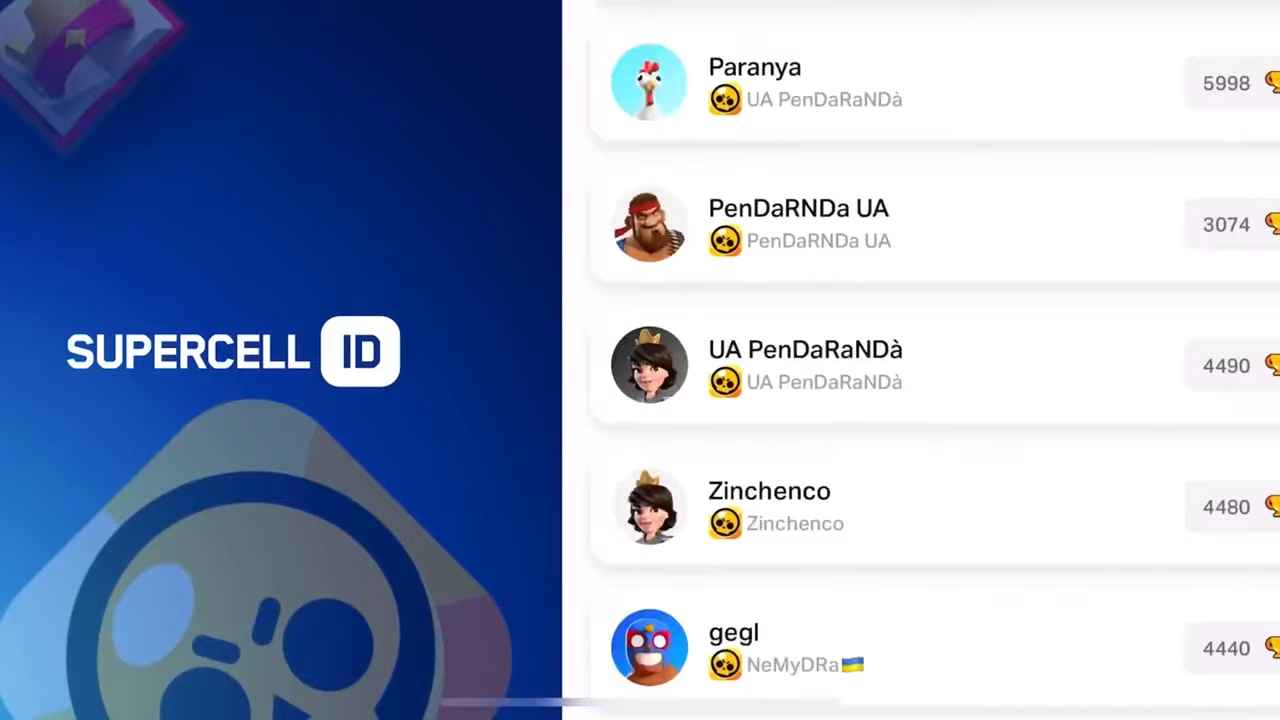 SUPERCELL ID
Paranya
UA PenDaRaNDà
5998
PenDaRNDa UA
PenDaRNDa UA
3074
UA PenDaRaNDà
UA PenDaRaNDà
4490
Zinchenco
Zinchenco
4480
gegl
NeMyDRa🇺🇦
4440